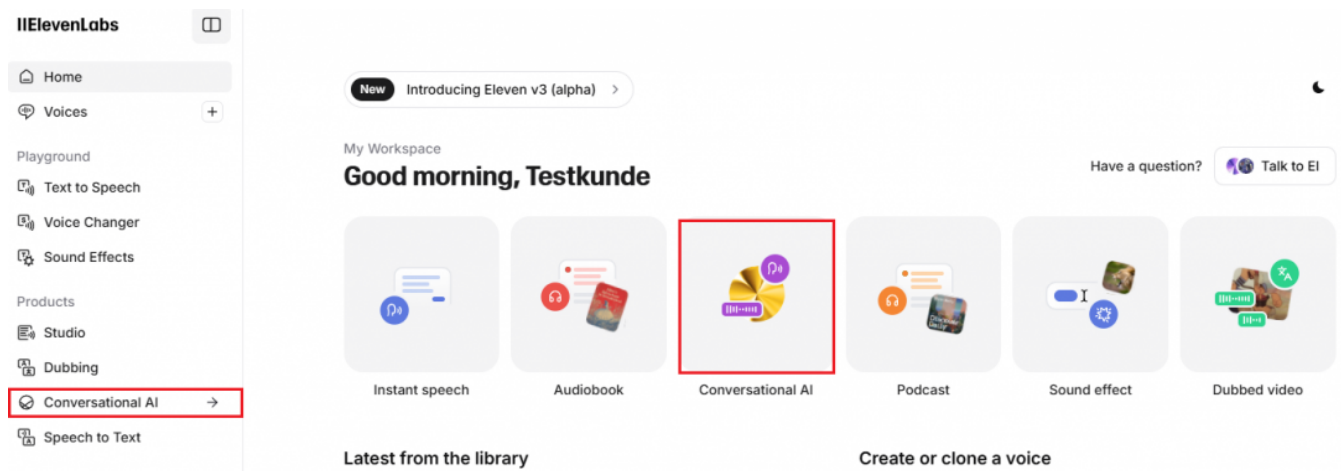 IIElevenLabs
Home
Voices
Playground
Text to Speech
Voice Changer
Sound Effects
Products
Studio
Dubbing
Conversational AI
Speech to Text
New Introducing Eleven v3 (alpha)
My Workspace
Good morning, Testkunde
Have a question? Talk to El
Instant speech
Audiobook
Conversational AI
Podcast
Sound effect
Dubbed video
Latest from the library
Create or clone a voice